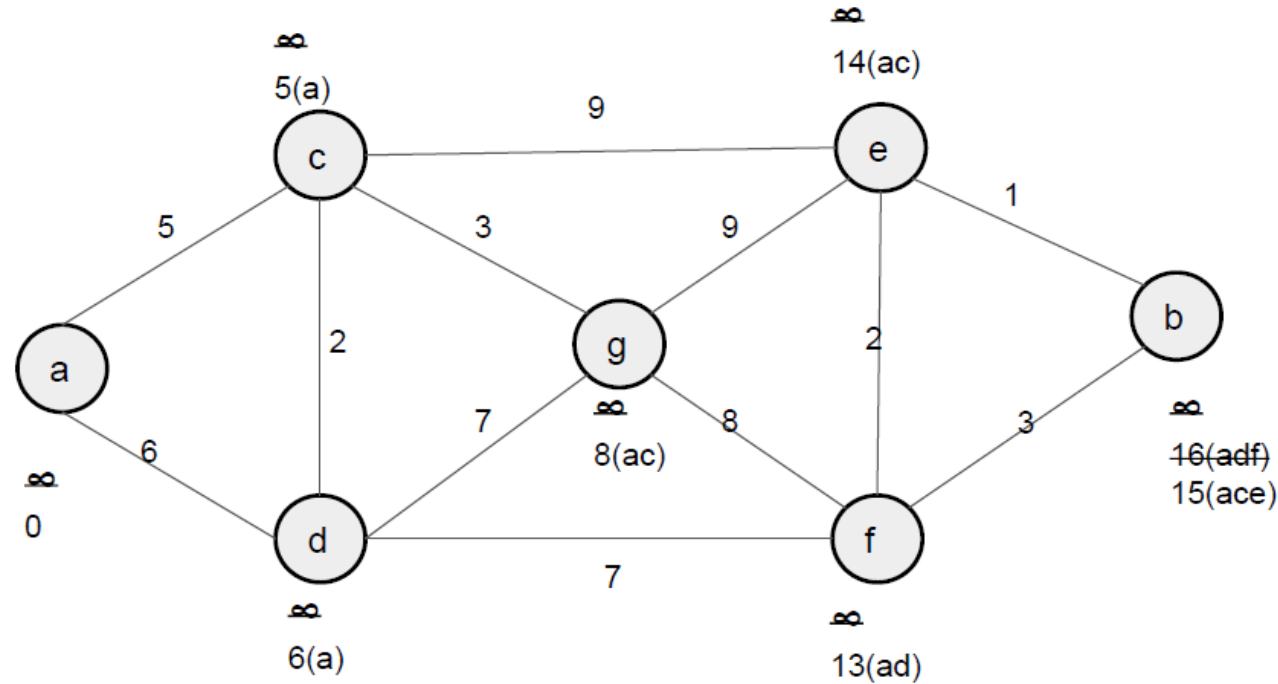 ∞
∞
14(ac)
5(a)
9
c
e
5
3
9
1
2
g
2
b
a
∞
∞
7
8
3
6
8(ac)
16(adf)
∞
15(ace)
0
d
f
7
∞
∞
6(a)
13(ad)